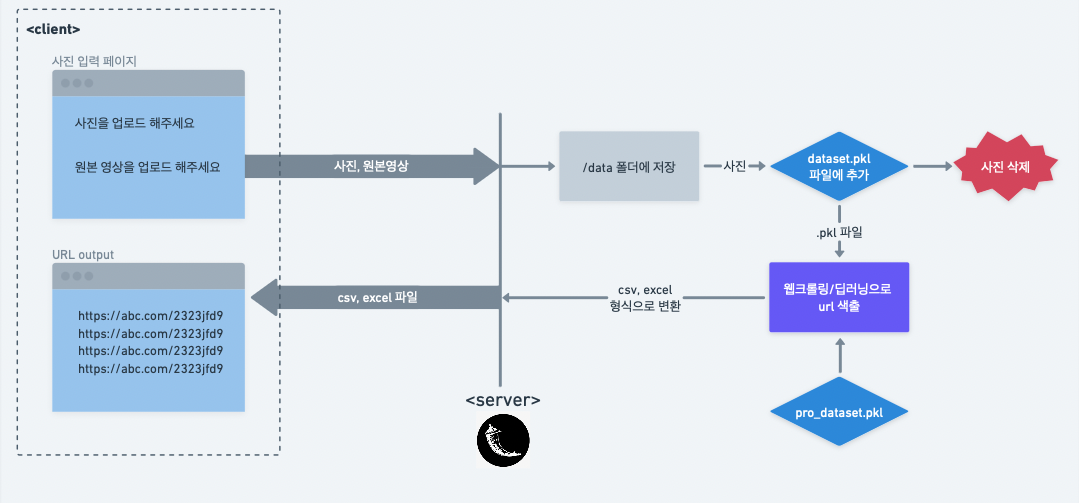 <client>
사진 입력 페이지
사진을 업로드 해주세요
원본 영상을 업로드 해주세요
사진, 원본영상
/data 폴더에 저장
사진
dataset.pkl
파일에 추가
사진 삭제
.pkl 파일
URL output
https://abc.com/2323jfd9
https://abc.com/2323jfd9
https://abc.com/2323jfd9
https://abc.com/2323jfd9
csv, excel 파일
csv, excel
형식으로 변환
웹크롤링/딥러닝으로
url 색출
pro_dataset.pkl
<server>